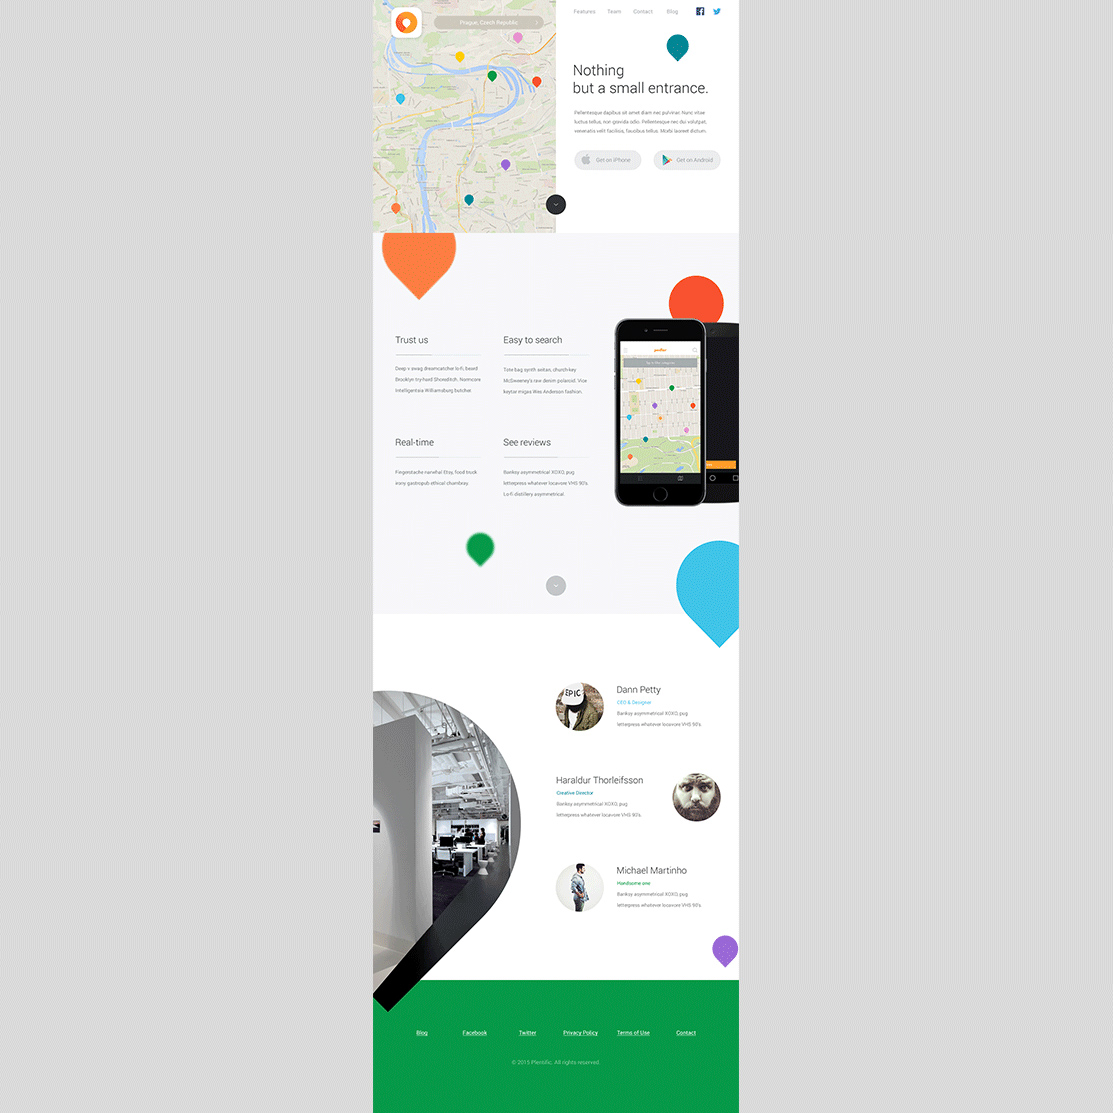 Prague, Czech Republic
Features Team Contact Blog
Nothing
but a small entrance.
Pellentesque dapibus sit amet diam nec pulvinar. Nunc vitae
luctus tellus, non gravida odio. Pellentesque nec dui volutpat,
venenatis velit facilisis, faucibus tellus. Morbi laoreet dictum.
Get on iPhone
Get on Android
Trust us
Deep v swag dreamcatcher lo-fi, beard
Brooklyn try-hard Shoreditch. Normcore
Intelligentsia Williamsburg butcher.
Easy to search
Tote bag synth seitan, church-key
McSweeney's raw denim polaroid. Vice
keytar migas Wes Anderson fashion.
Real-time
Fingerstache narwhal Etsy, food truck
irony gastropub ethical chambray.
See reviews
Banksy asymmetrical XOXO, pug
letterpress whatever locavore VHS 90's.
Lo-fi distillery asymmetrical.
Dann Petty
CEO & Designer
Banksy asymmetrical XOXO, pug
letterpress whatever locavore VHS 90's.
EPIC
Haraldur Thorleifsson
Creative Director
Banksy asymmetrical XOXO, pug
letterpress whatever locavore VHS 90's.
Michael Martinho
Handsome one
Banksy asymmetrical XOXO, pug
letterpress whatever locavore VHS 90's.
Blog Facebook Twitter Privacy Policy Terms of Use Contact
© 2015 Plentific. All rights reserved.